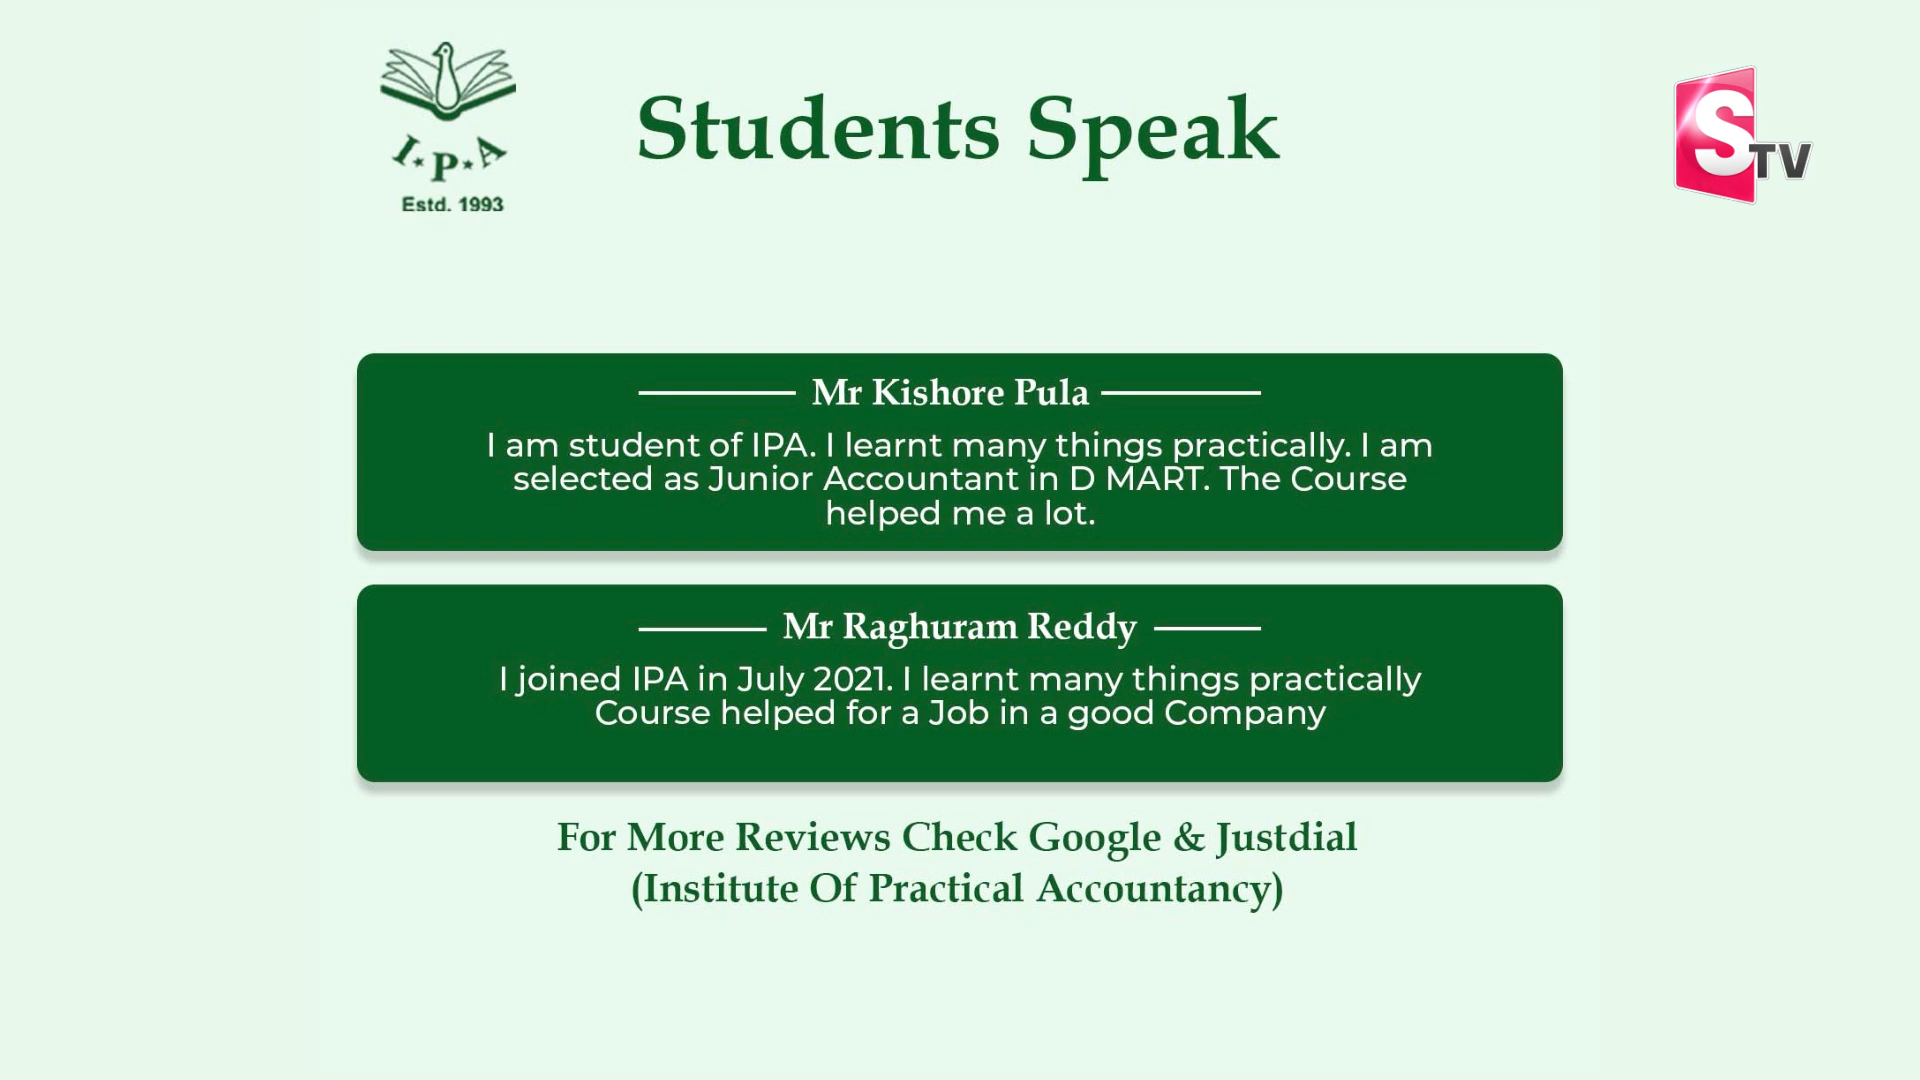 I.P.A
Estd. 1993
Students Speak
S TV
Mr Kishore Pula
I am student of IPA. I learnt many things practically. I am
selected as Junior Accountant in D MART. The Course
helped me a lot.
Mr Raghuram Reddy
I joined IPA in July 2021. I learnt many things practically
Course helped for a Job in a good Company
For More Reviews Check Google & Justdial
(Institute Of Practical Accountancy)